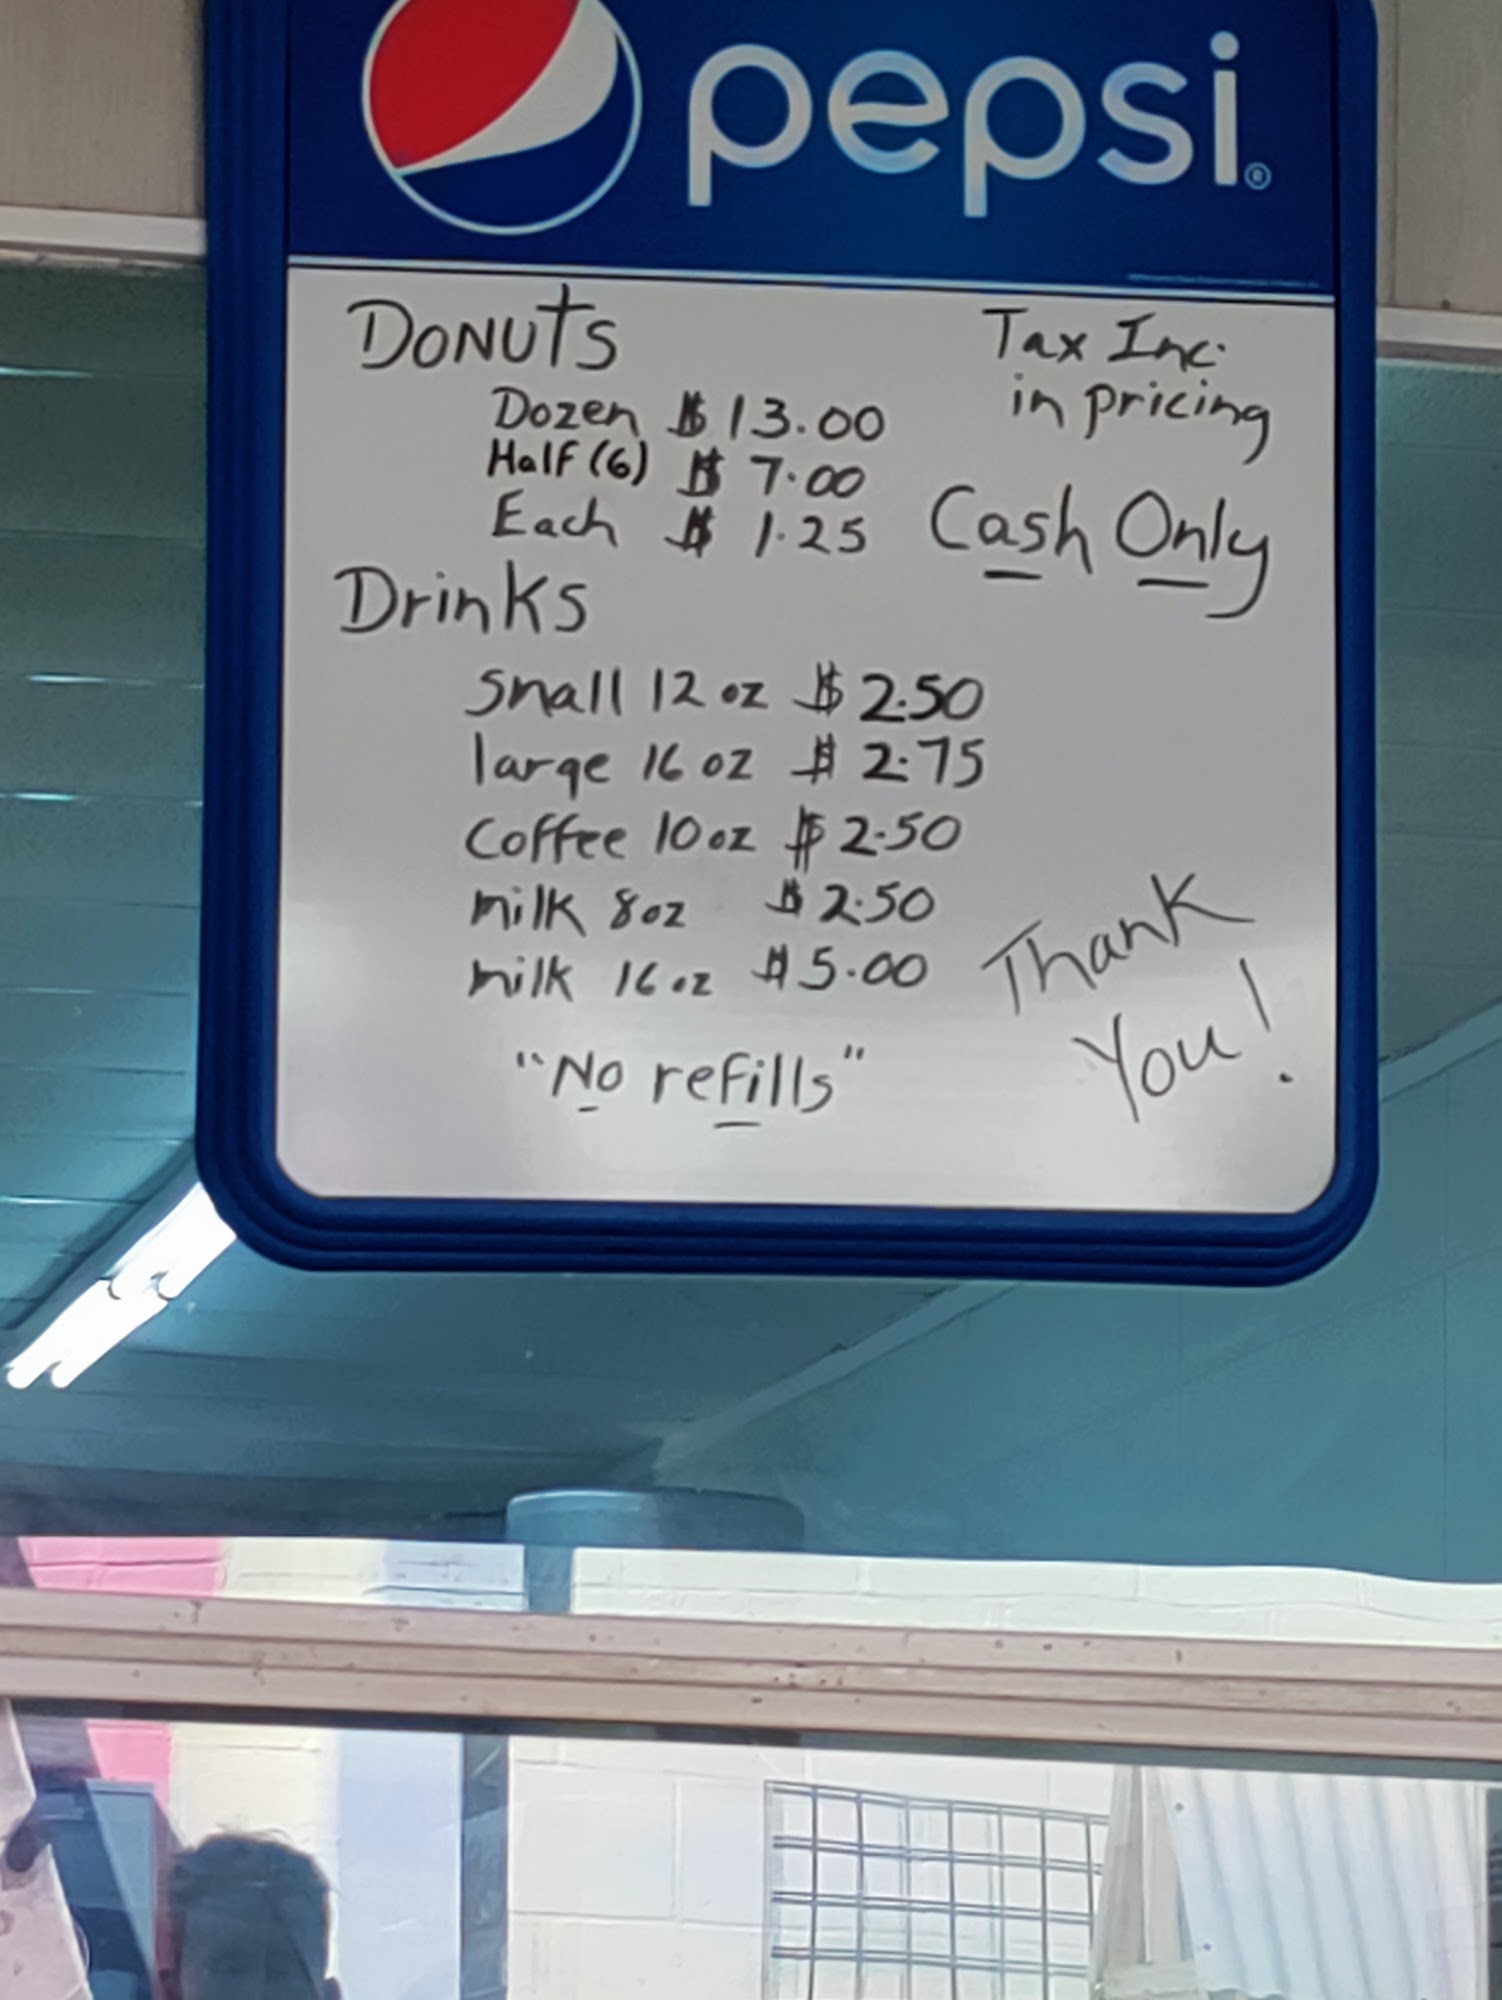 pepsi®
DONUTS
Tax Inc.
in pricing
Dozen $ 13.00
Half (6) $ 7.00
Each $ 1.25
Cash Only
Drinks
small 12 oz $ 2.50
large 16 oz $ 2.75
coffee 10 oz $ 2.50
milk 8 oz $ 2.50
milk 16 oz $ 5.00
"No refills"
Thank
You!